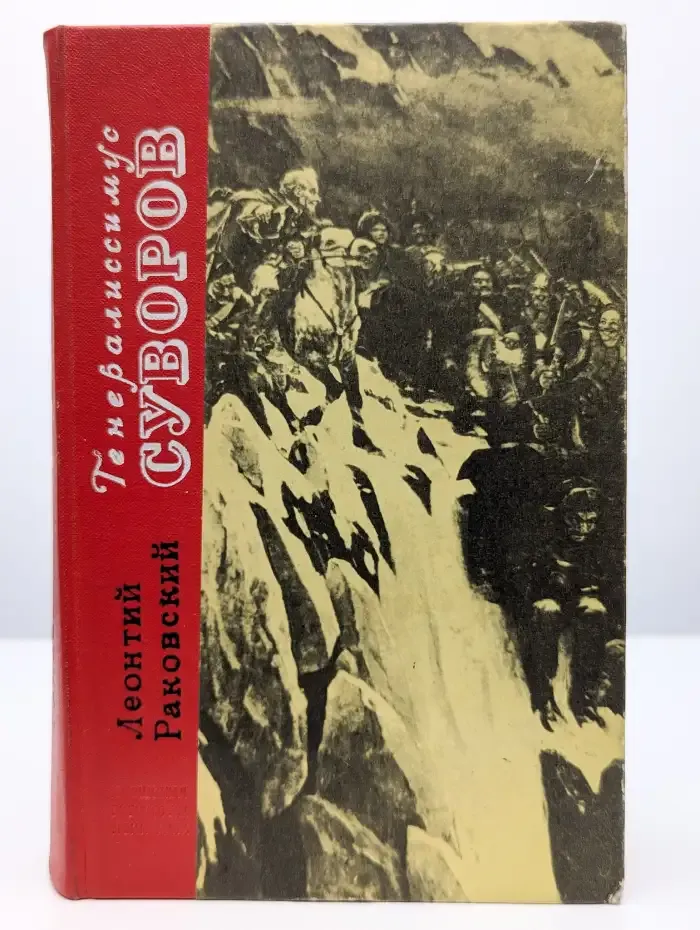 Генералиссимус
СУВОРОВ
Леонтий
Раковский